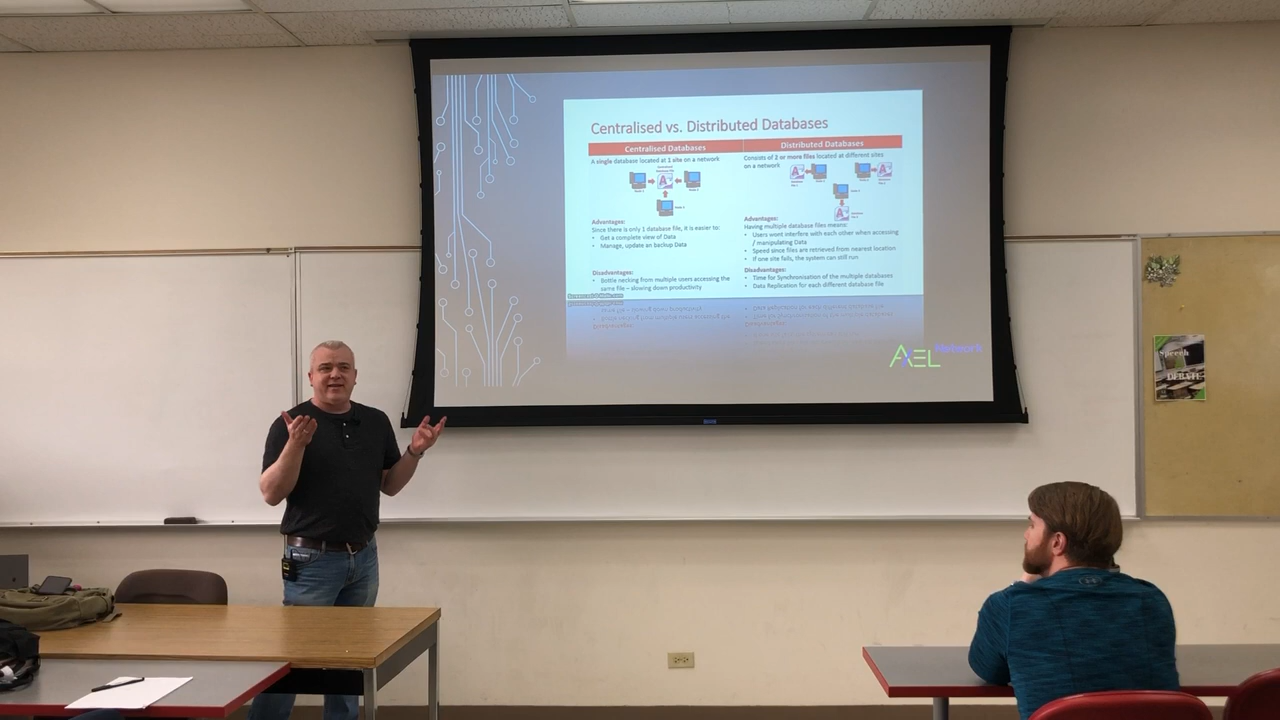 Centralised vs. Distributed Databases
Centralised Databases
Distributed Databases
A single database located at 1 site on a network
Consists of 2 or more files located at different sites
on a network
Advantages:
Since there is only 1 database file, it is easier to:
• Get a complete view of Data
• Manage, update an backup Data
Advantages:
Having multiple database files means:
• Users wont interfere with each other when accessing
/ manipulating Data
• Speed since files are retrieved from nearest location
• If one site fails, the system can still run
Disadvantages:
• Bottle necking from multiple users accessing the
same file – slowing down productivity
Disadvantages:
• Time for Synchronisation of the multiple databases
• Data Replication for each different database file
AXEL Network
Speech
DEBATE